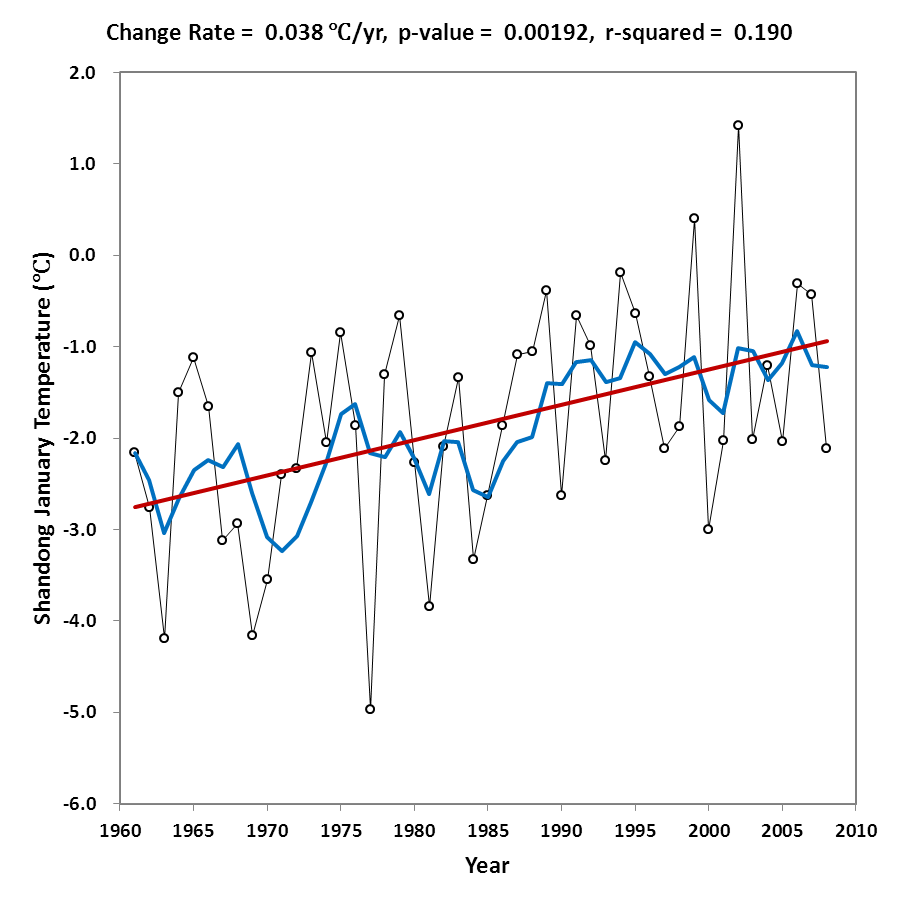 Change Rate = 0.038 ℃/yr, p-value = 0.00192, r-squared = 0.190
Shandong January Temperature (℃)
2.0
1.0
0.0
-1.0
-2.0
-3.0
-4.0
-5.0
-6.0
1960 1965 1970 1975 1980 1985 1990 1995 2000 2005 2010
Year